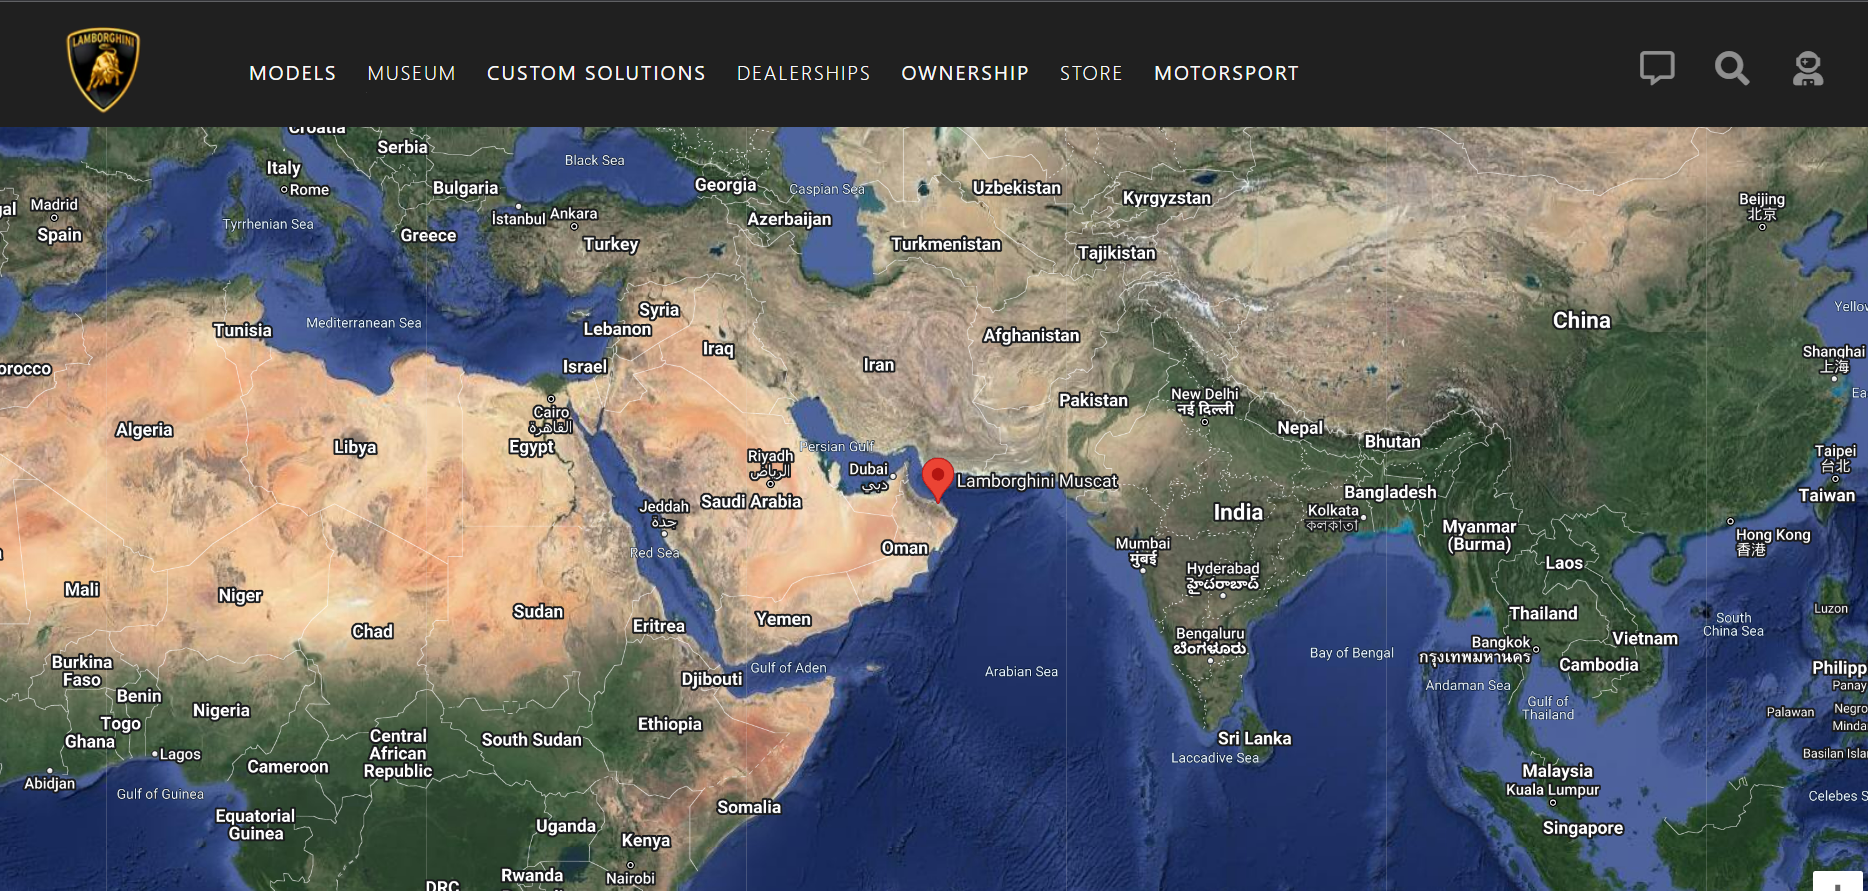 LAMBORGHINI
MODELS MUSEUM CUSTOM SOLUTIONS DEALERSHIPS OWNERSHIP STORE MOTORSPORT
Croatia
Serbia
Italy
Rome
Bulgaria
Black Sea
Georgia
Caspian Sea
Uzbekistan
Kyrgyzstan
Beijing
北京
Madrid
Spain
Tyrrhenian Sea
Greece
İstanbul
Ankara
Turkey
Azerbaijan
Turkmenistan
Tajikistan
Tunisia
Mediterranean Sea
Syria
Lebanon
Iraq
Israel
Iran
Afghanistan
China
Shanghai
上海
orocco
Pakistan
New Delhi
नई दिल्ली
Nepal
Bhutan
Algeria
Libya
Cairo
القاهرة
Egypt
Riyadh
الرياض
Saudi Arabia
Persian Gulf
Dubai
دبي
Lamborghini Muscat
Jeddah
جدة
Red Sea
Oman
India
Bangladesh
Kolkata
কলকাতা
Myanmar
(Burma)
Taipei
台北
Taiwan
Hong Kong
香港
Mumbai
मुंबई
Hyderabad
హైదరాబాద్
Laos
Mali
Niger
Chad
Sudan
Eritrea
Yemen
Gulf of Aden
Djibouti
Arabian Sea
Bengaluru
ಬೆಂಗಳೂರು
Bay of Bengal
Thailand
Bangkok
กรุงเทพมหานคร
Vietnam
Cambodia
Andaman Sea
Gulf of
Thailand
South
China Sea
Luzon
Philipp
Panay
Palawan
Negro
Minda
Basilan Isla
Burkina
Faso
Benin
Togo
Ghana
Nigeria
Lagos
Abidjan
Gulf of Guinea
Cameroon
Central
African
Republic
South Sudan
Ethiopia
Sri Lanka
Laccadive Sea
Malaysia
Kuala Lumpur
Singapore
Celebes S
Equatorial
Guinea
Uganda
Kenya
Somalia
Rwanda
Nairobi
DRC